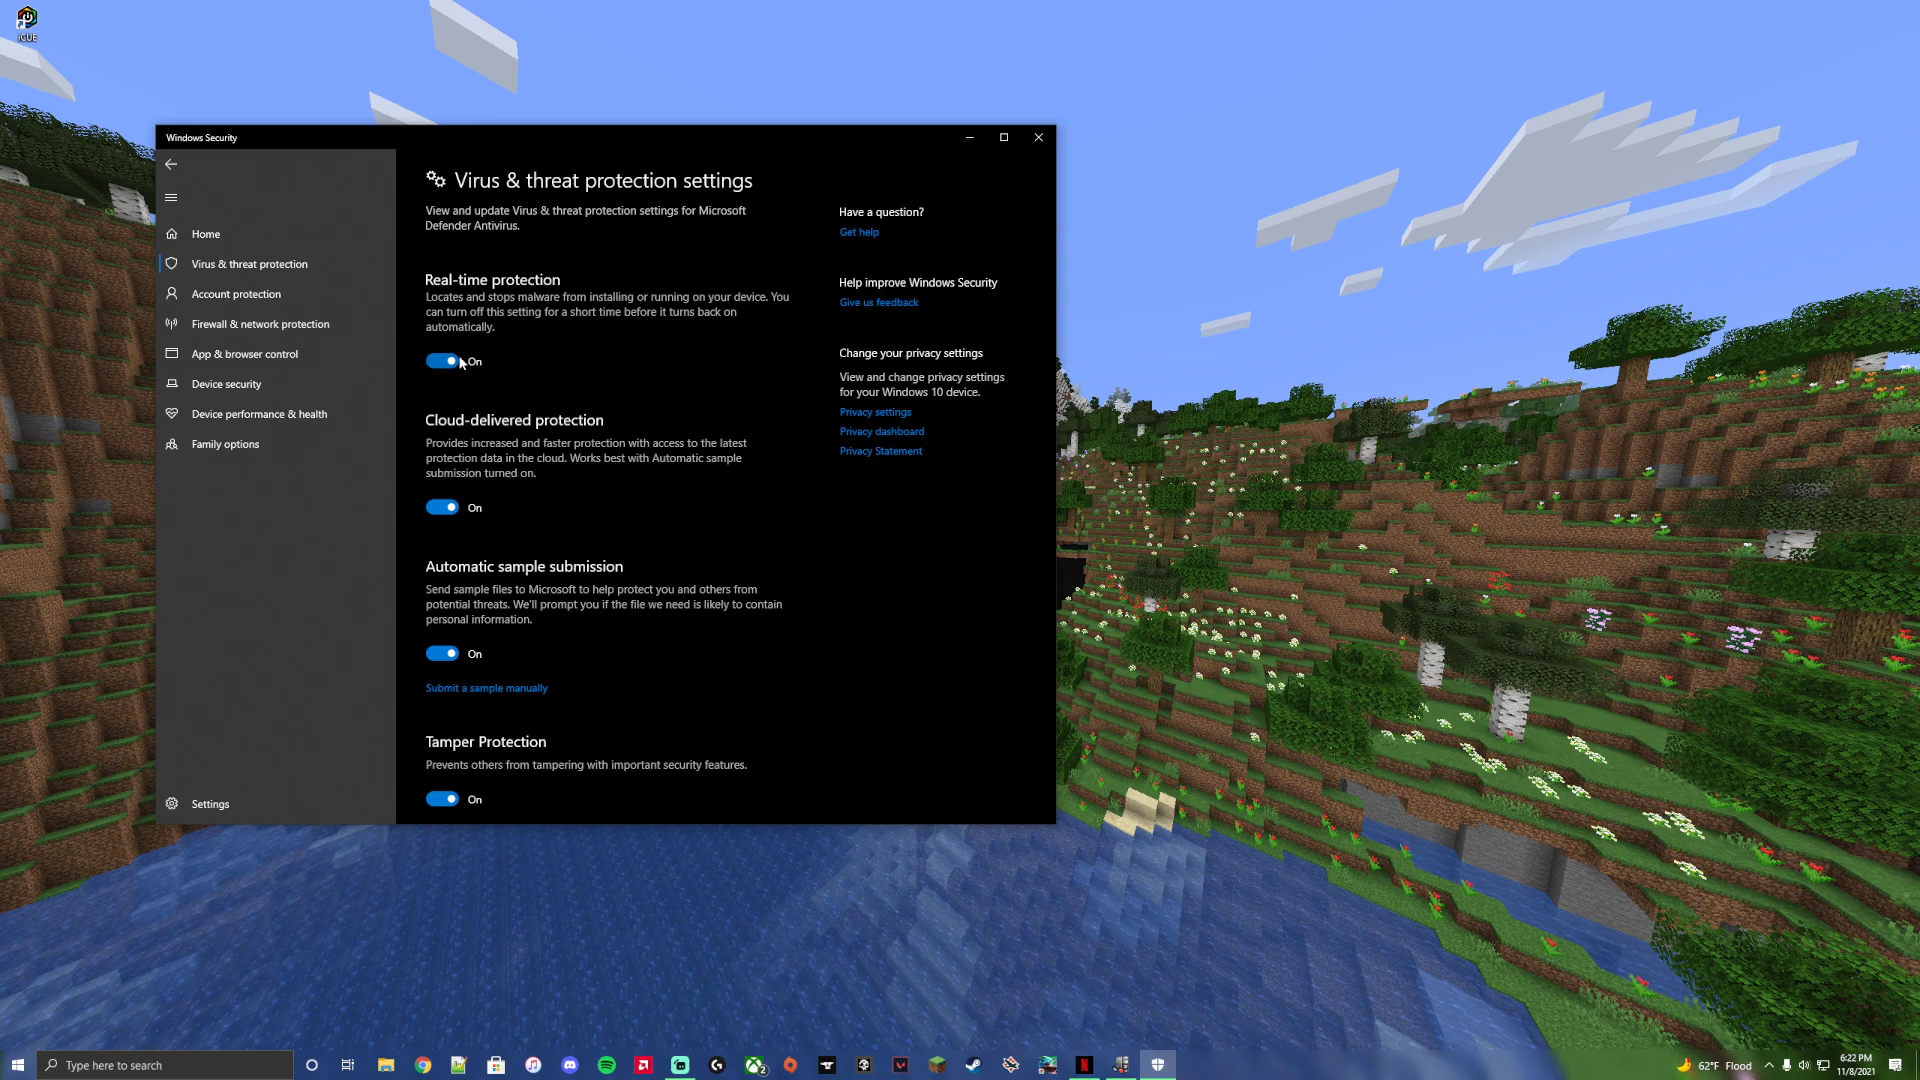 iCUE
Windows Security
Home
Virus & threat protection
Account protection
Firewall & network protection
App & browser control
Device security
Device performance & health
Family options
Settings
Virus & threat protection settings
View and update Virus & threat protection settings for Microsoft
Defender Antivirus.
Real-time protection
Locates and stops malware from installing or running on your device. You
can turn off this setting for a short time before it turns back on
automatically.
On
Cloud-delivered protection
Provides increased and faster protection with access to the latest
protection data in the cloud. Works best with Automatic sample
submission turned on.
On
Automatic sample submission
Send sample files to Microsoft to help protect you and others from
potential threats. We'll prompt you if the file we need is likely to contain
personal information.
On
Submit a sample manually
Tamper Protection
Prevents others from tampering with important security features.
On
Have a question?
Get help
Help improve Windows Security
Give us feedback
Change your privacy settings
View and change privacy settings
for your Windows 10 device.
Privacy settings
Privacy dashboard
Privacy Statement
Type here to search
2
N
62°F Flood
6:22 PM
11/8/2021